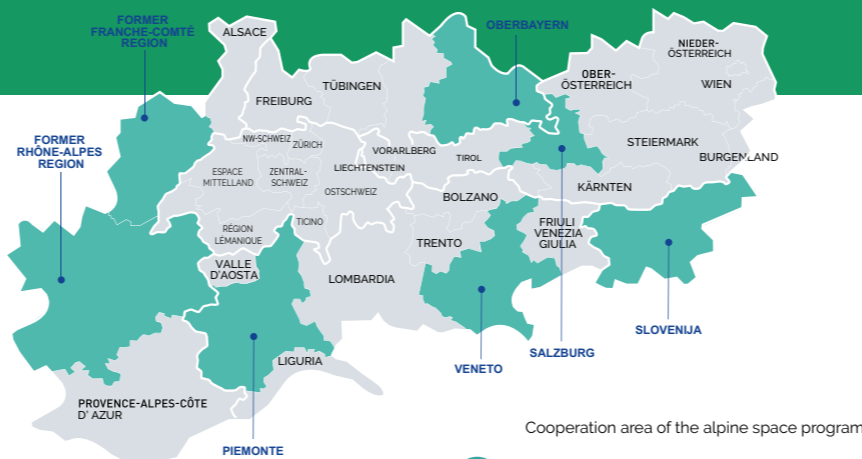 FORMER
FRANCHE-COMTÉ
REGION
ALSACE
OBERBAYERN
NIEDER-
ÖSTERREICH
OBER-
ÖSTERREICH
WIEN
TÜBINGEN
FREIBURG
FORMER
RHÔNE-ALPES
REGION
NW-SCHWEIZ
ZÜRICH
VORARLBERG
TIROL
STEIERMARK
BURGENLAND
LIECHTENSTEIN
ESPACE
MITTELLAND
ZENTRAL-
SCHWEIZ
OSTSCHWEIZ
KÄRNTEN
BOLZANO
TICINO
RÉGION
LÉMANIQUE
FRIULI
VENEZIA
GIULIA
TRENTO
VALLE
D'AOSTA
LOMBARDIA
SLOVENIJA
SALZBURG
VENETO
LIGURIA
PROVENCE-ALPES-CÔTE
D' AZUR
Cooperation area of the alpine space program
PIEMONTE